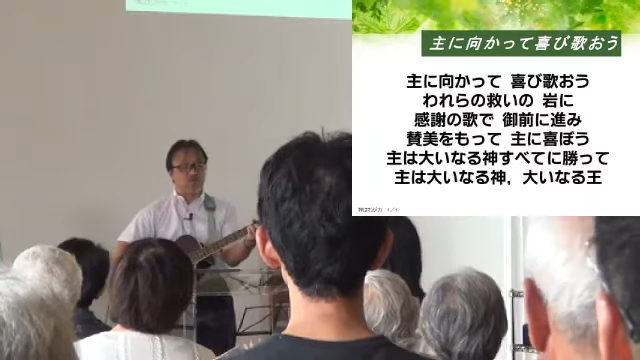 主に向かって喜び歌おう
主に向かって 喜び歌おう
われらの救いの 岩に
感謝の歌で 御前に進み
賛美をもって 主に喜ぼう
主は大いなる神すべてに勝って
主は大いなる神，大いなる王